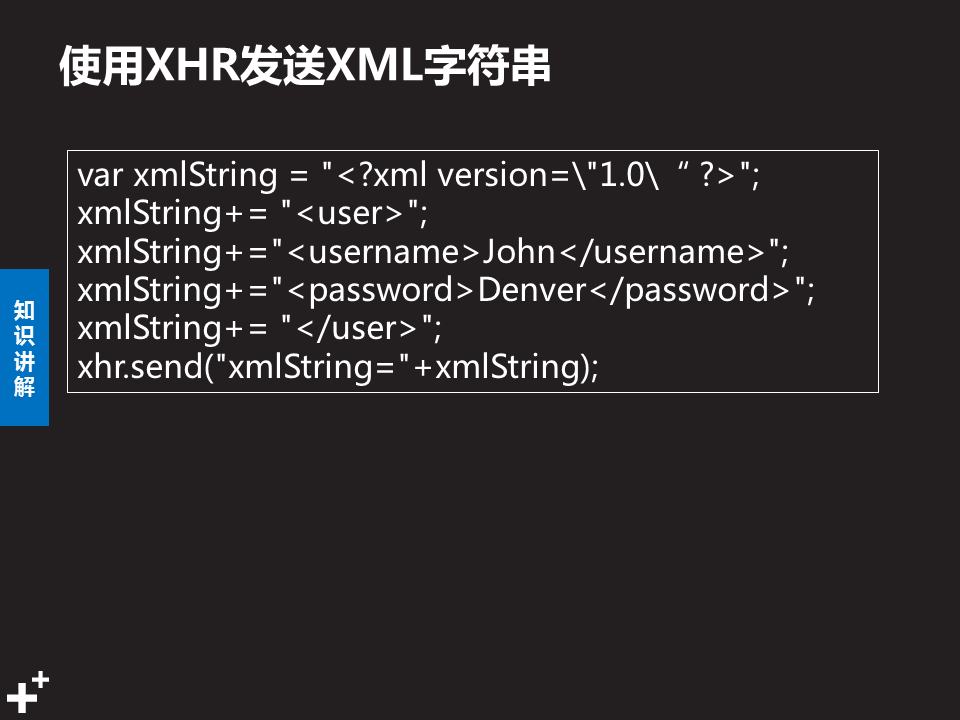 使用XHR发送XML字符串
var xmlString = "<?xml version=\"1.0\ “ ?>";
xmlString+= "<user>";
xmlString+="<username>John</username>";
xmlString+="<password>Denver</password>";
xmlString+= "</user>";
xhr.send("xmlString="+xmlString);
知
识
讲
解